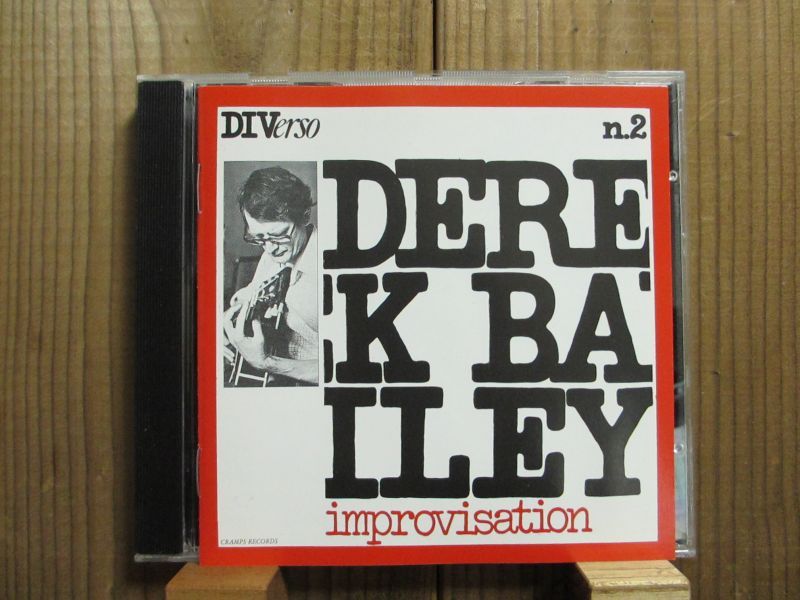 DIVerso
n.2
DERE
K BA
ILEY
improvisation
CRAMPS RECORDS